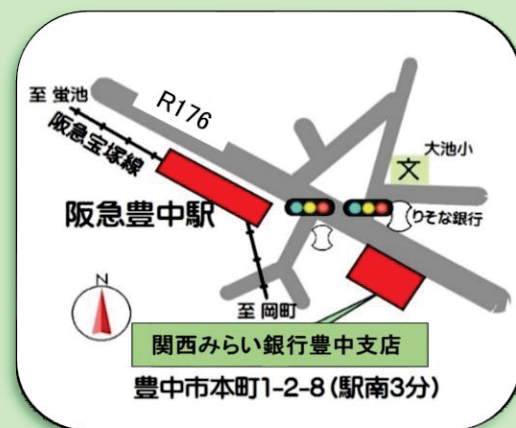 至 蛍池
R176
阪急宝塚線
大池小
文
阪急豊中駅
りそな銀行
N
至 岡町
関西みらい銀行豊中支店
豊中市本町1-2-8(駅南3分)